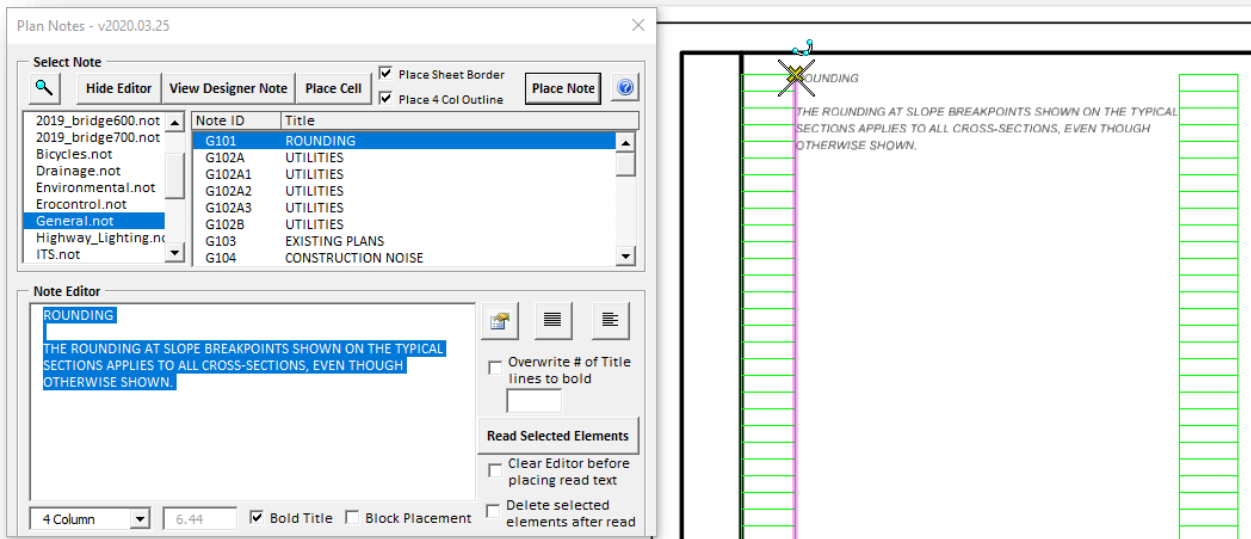 Plan Notes - v2020.03.25
Select Note
Hide Editor
View Designer Note
Place Cell
Place Sheet Border
Place 4 Col Outline
Place Note
2019_bridge600.not
2019_bridge700.not
Bicycles.not
Drainage.not
Environmental.not
Erocontrol.not
General.not
Highway_Lighting.no
ITS.not
Note ID Title
G101 ROUNDING
G102A UTILITIES
G102A1 UTILITIES
G102A2 UTILITIES
G102A3 UTILITIES
G102B UTILITIES
G103 EXISTING PLANS
G104 CONSTRUCTION NOISE
Note Editor
ROUNDING
THE ROUNDING AT SLOPE BREAKPOINTS SHOWN ON THE TYPICAL
SECTIONS APPLIES TO ALL CROSS-SECTIONS, EVEN THOUGH
OTHERWISE SHOWN.
Overwrite # of Title
lines to bold
Read Selected Elements
Clear Editor before
placing read text
Delete selected
elements after read
4 Column
6.44
Bold Title
Block Placement
ROUNDING
THE ROUNDING AT SLOPE BREAKPOINTS SHOWN ON THE TYPICAL
SECTIONS APPLIES TO ALL CROSS-SECTIONS, EVEN THOUGH
OTHERWISE SHOWN.